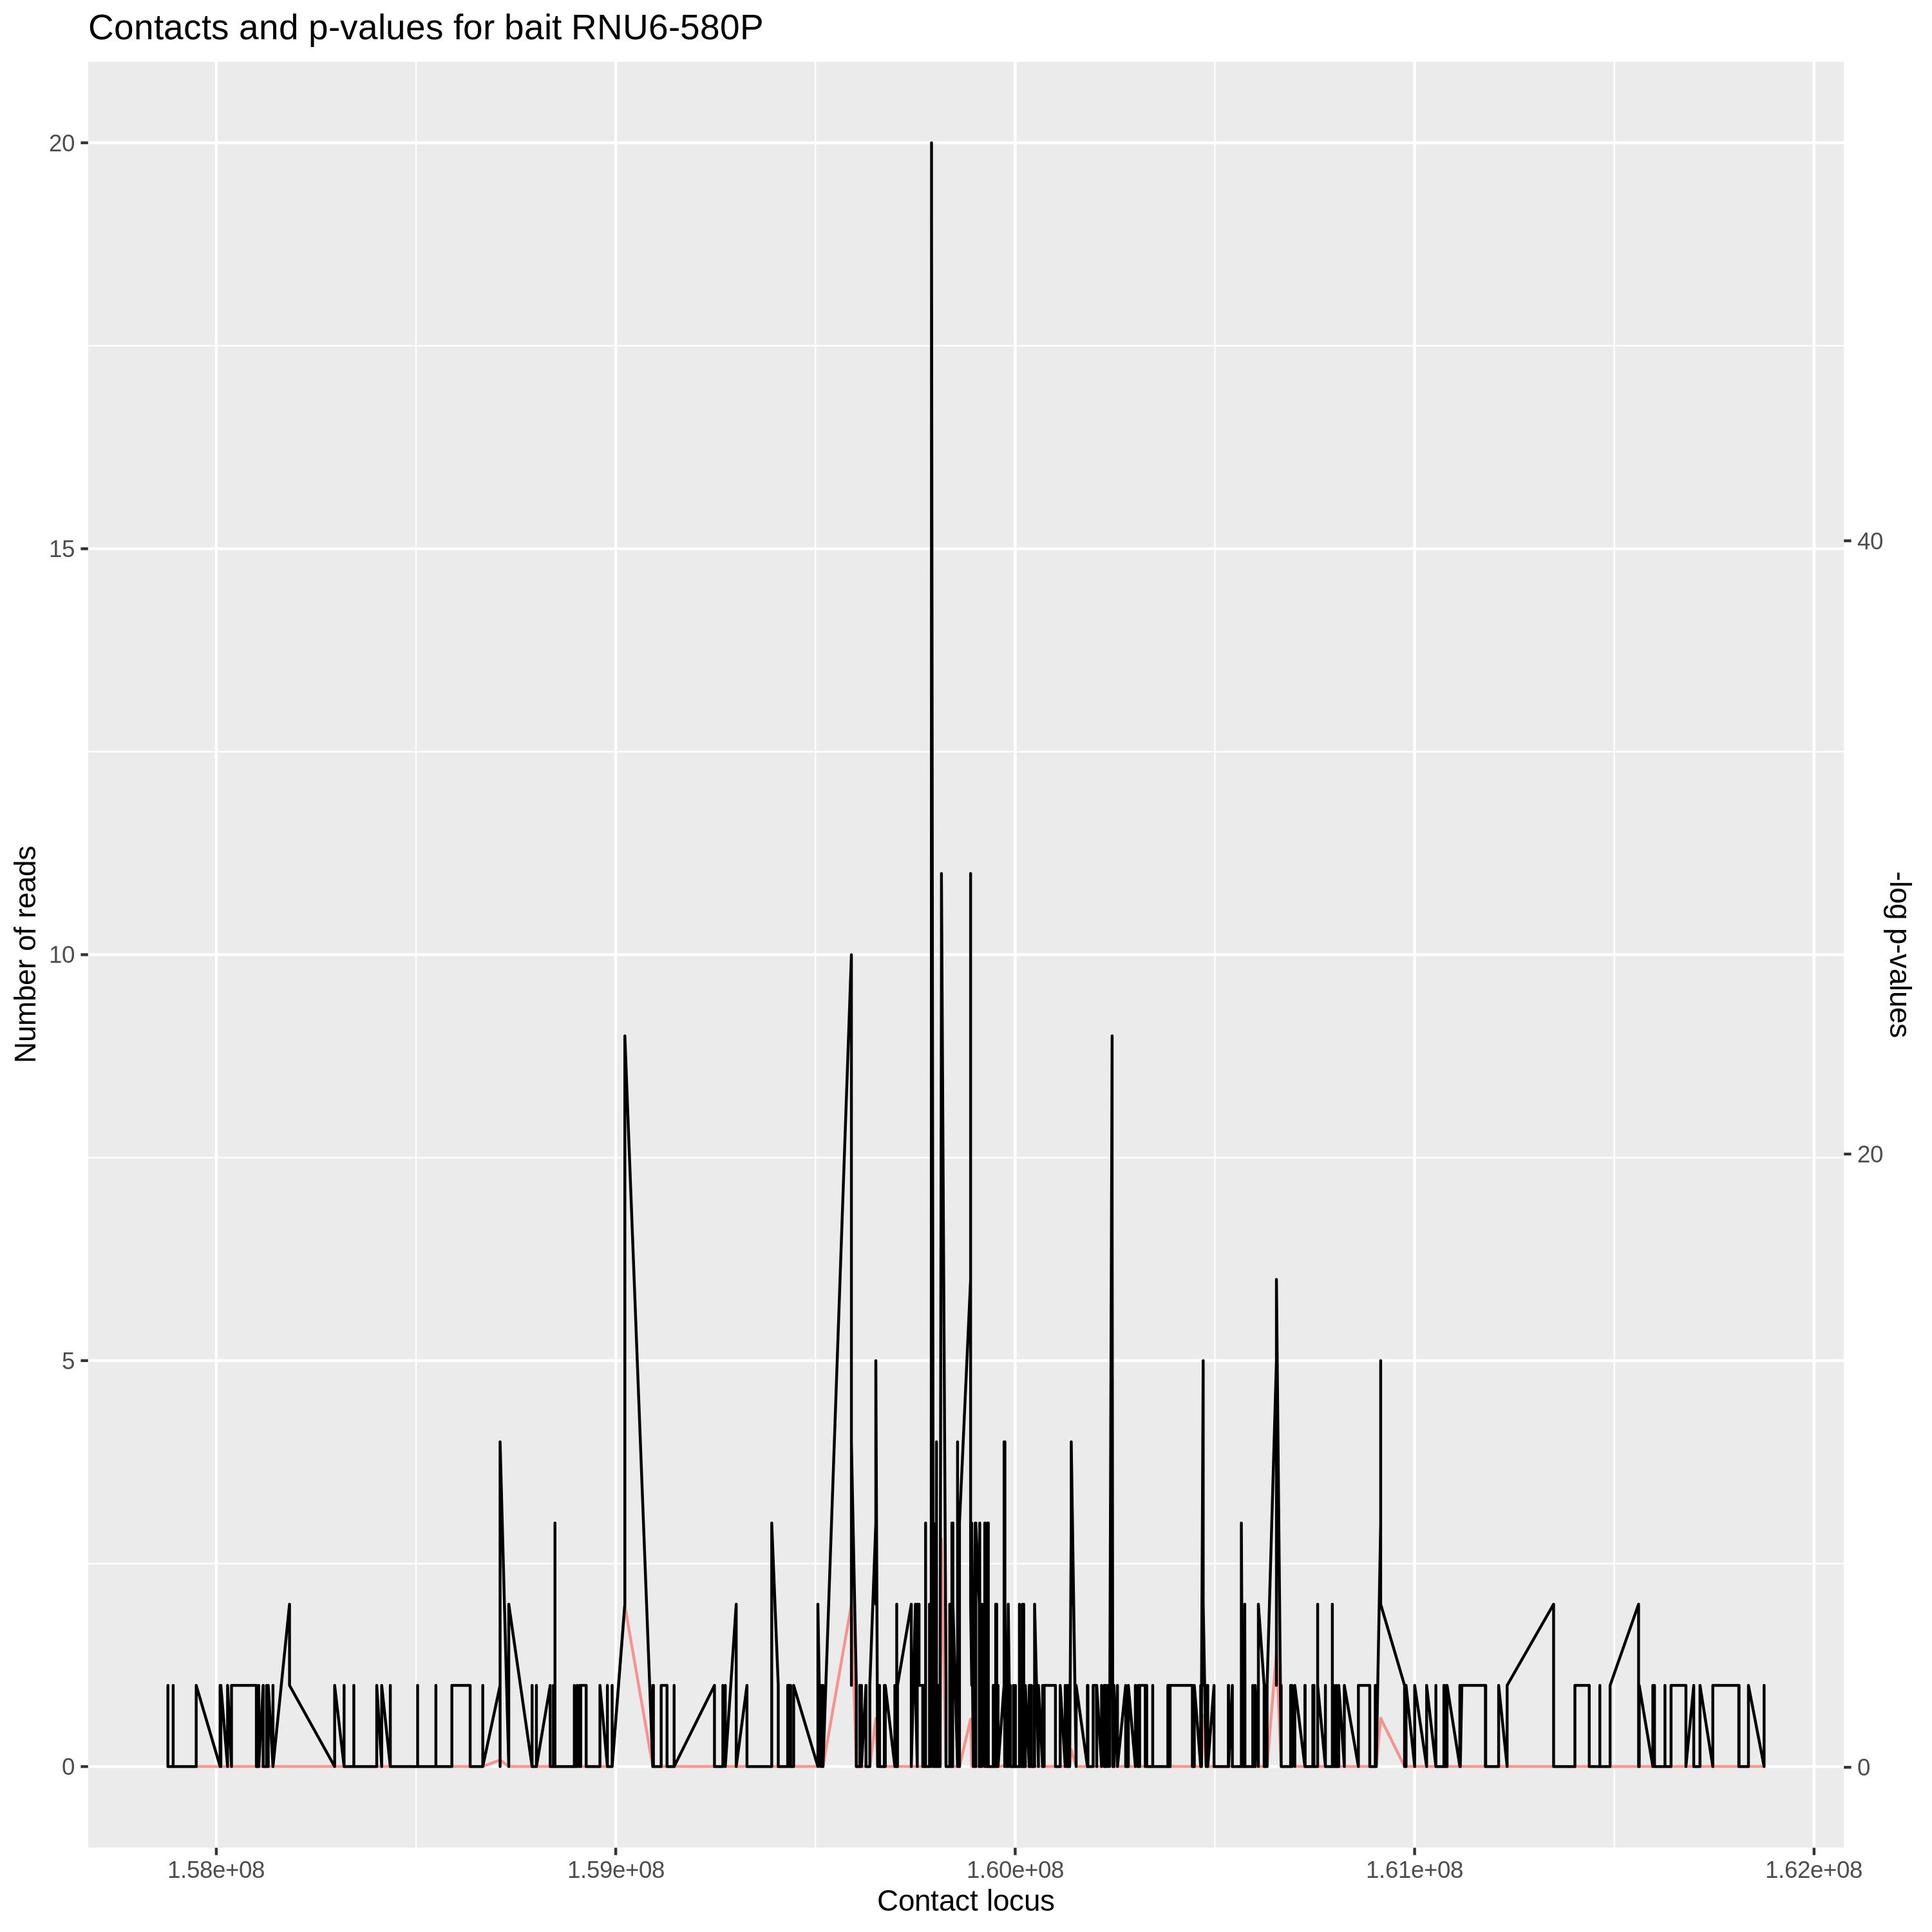 Contacts and p-values for bait RNU6-580P
20
15
10
5
0
Number of reads
40
20
0
-log p-values
1.58e+08
1.59e+08
1.60e+08
1.61e+08
1.62e+08
Contact locus